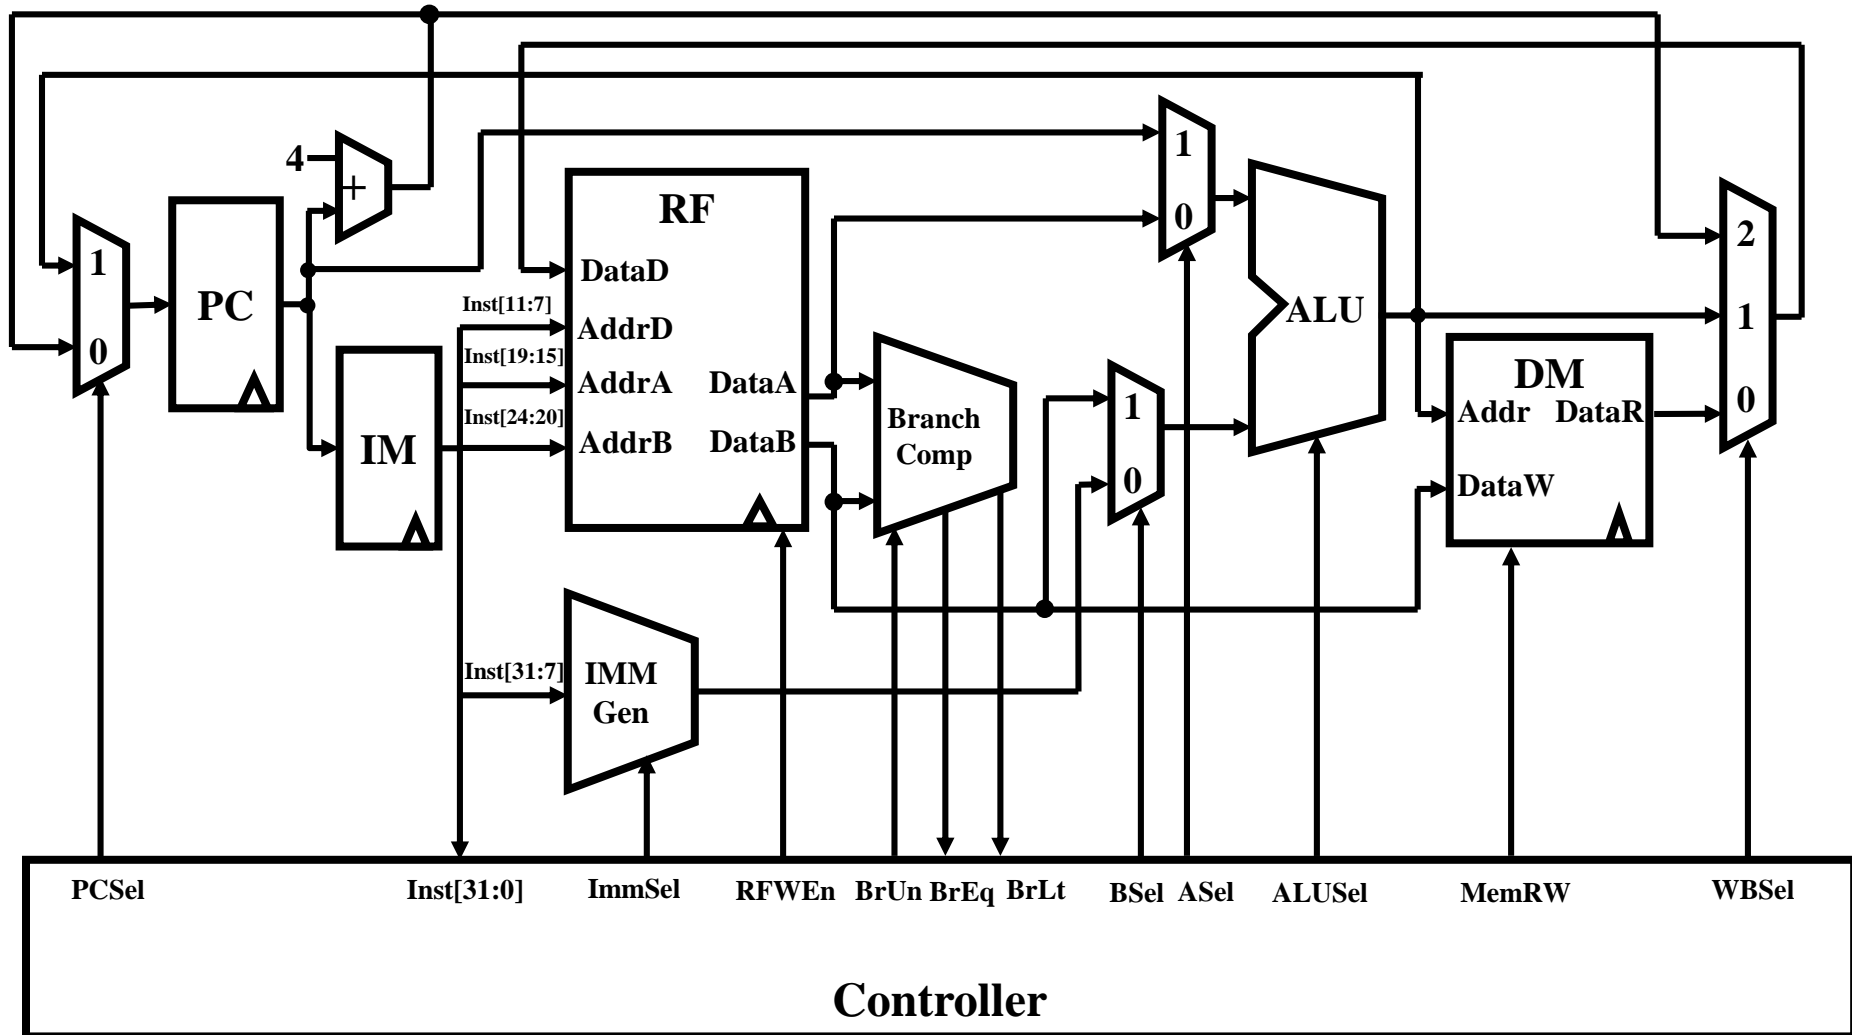 4
+
1
0
PC
IM
RF
DataD
Inst[11:7]
AddrD
Inst[19:15]
AddrA
DataA
Inst[24:20]
AddrB
DataB
Branch
Comp
1
0
1
0
ALU
DM
Addr
DataR
DataW
2
1
0
Inst[31:7]
IMM
Gen
PCSel
Inst[31:0]
ImmSel
RFWEn
BrUn
BrEq
BrLt
BSel
ASel
ALUSel
MemRW
WBSel
Controller